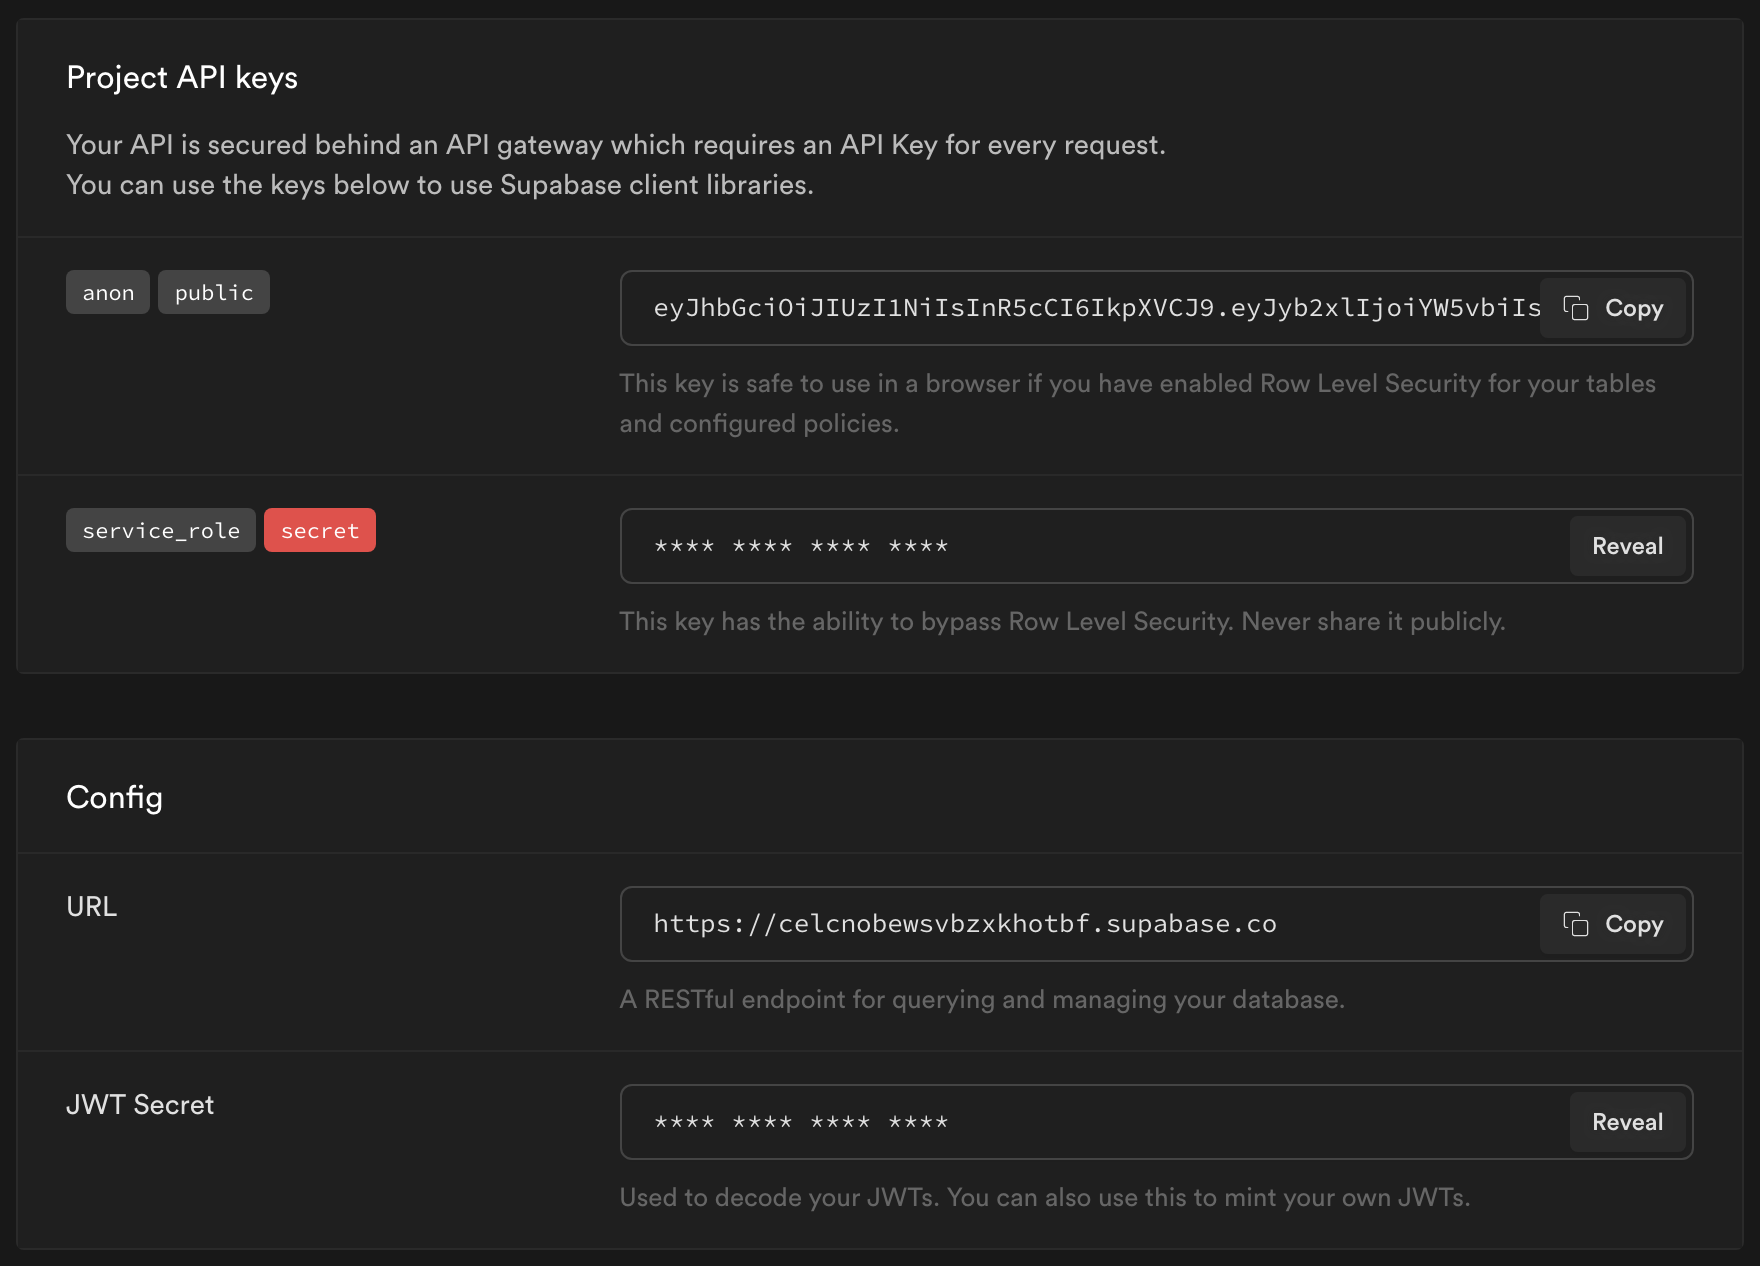 Project API keys
Your API is secured behind an API gateway which requires an API Key for every request.
You can use the keys below to use Supabase client libraries.
anon public
eyJhbGciOiJIUzI1NiIsInR5cCI6IkpXVCJ9.eyJyb2xlIjoiYW5vbiIs Copy
This key is safe to use in a browser if you have enabled Row Level Security for your tables
and configured policies.
service_role secret
**** **** **** **** Reveal
This key has the ability to bypass Row Level Security. Never share it publicly.
Config
URL
https://celcnobewsvbzxkhotbf.supabase.co Copy
A RESTful endpoint for querying and managing your database.
JWT Secret
**** **** **** **** Reveal
Used to decode your JWTs. You can also use this to mint your own JWTs.